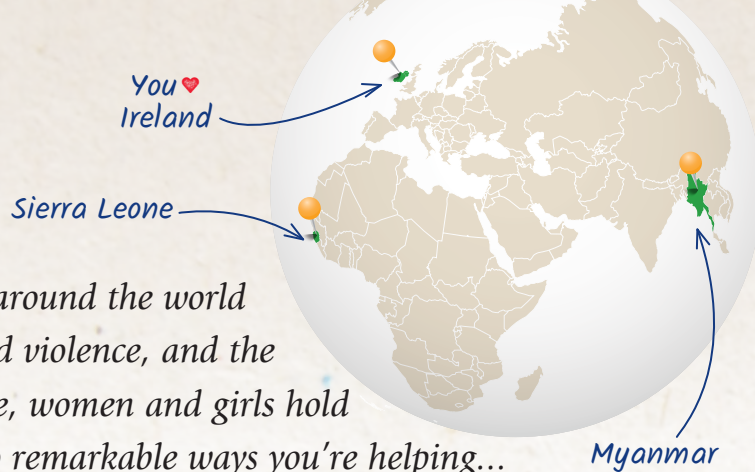 You
Ireland
Sierra Leone
Myanmar
around the world
violence, and the
women and girls hold
remarkable ways you're helping...